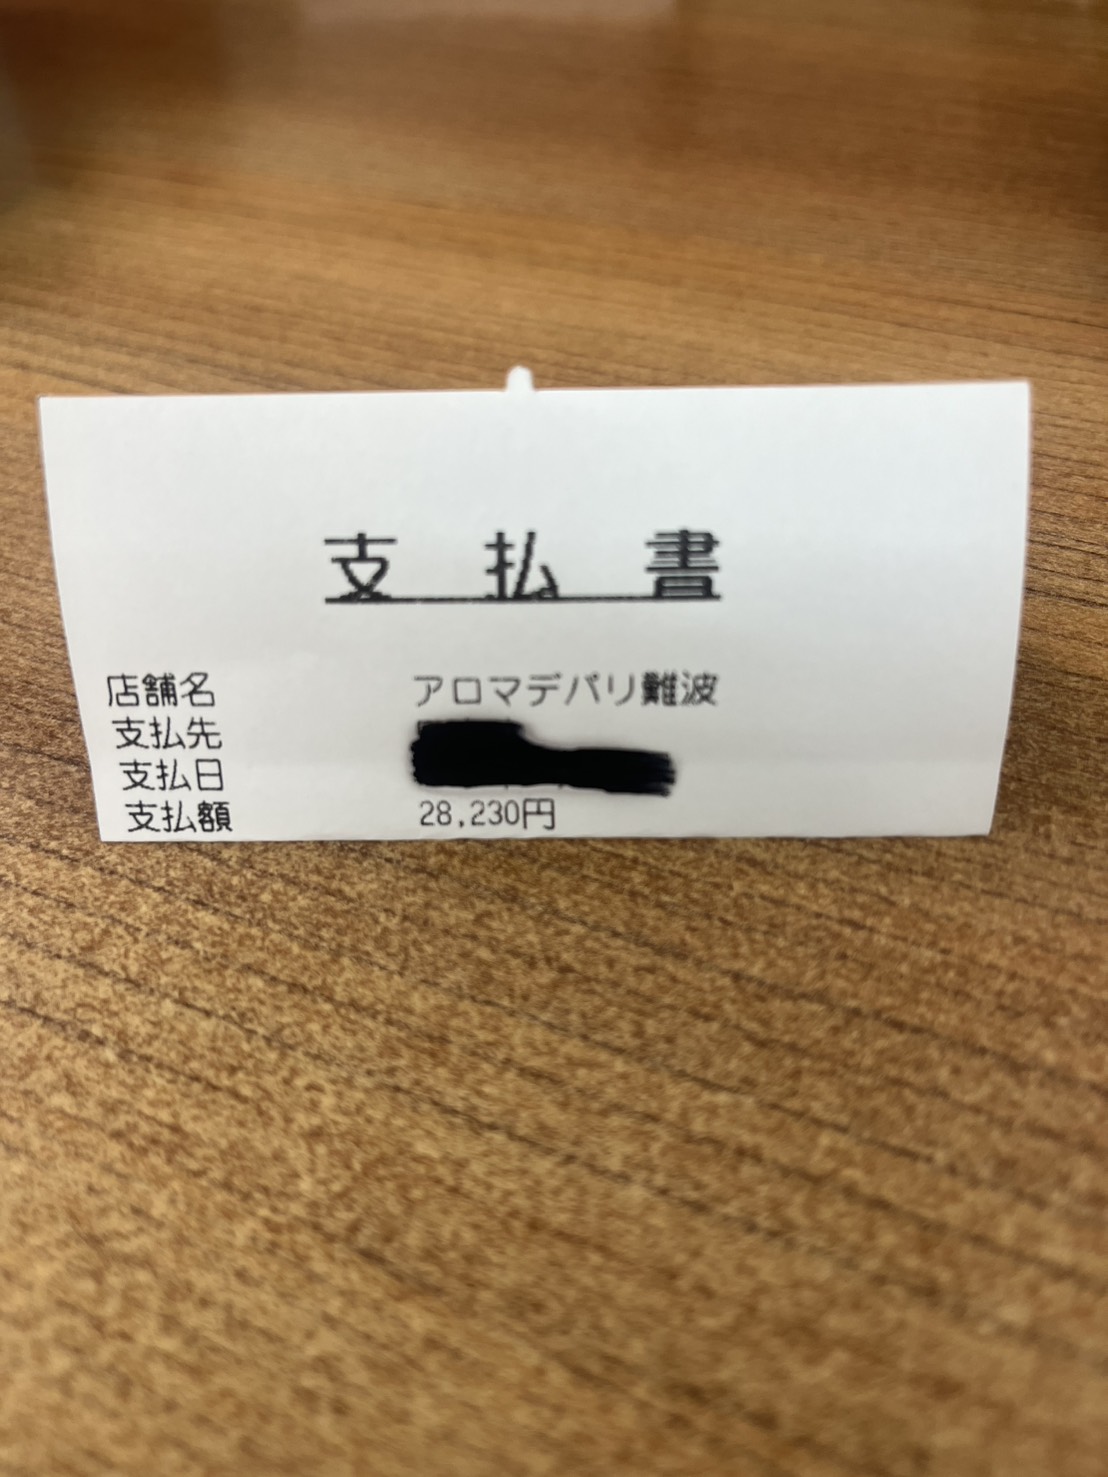 支払書
店舗名 アロマデパリ難波
支払先
支払日
支払額 28,230円